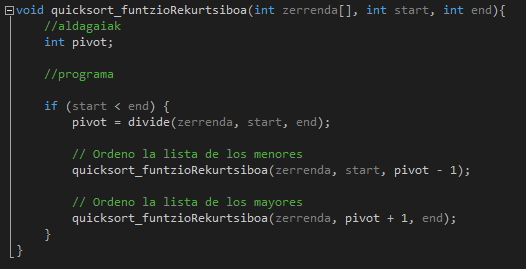 void quicksort_funtzioRekurtsiboa(int zerrenda[], int start, int end){
//aldagaiak
int pivot;
//programa
if (start < end) {
pivot = divide(zerrenda, start, end);
// Ordeno la lista de los menores
quicksort_funtzioRekurtsiboa(zerrenda, start, pivot - 1);
// Ordeno la lista de los mayores
quicksort_funtzioRekurtsiboa(zerrenda, pivot + 1, end);
}
}